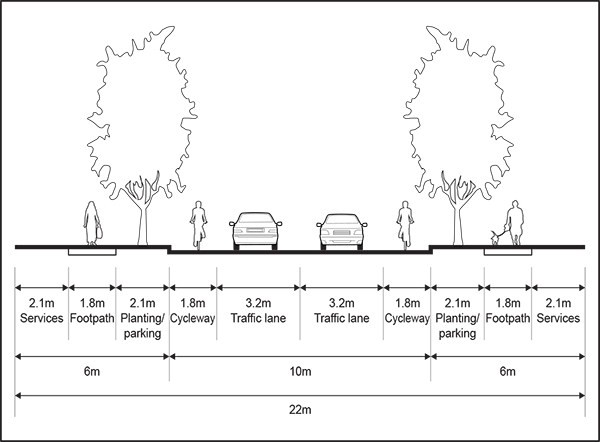 2.1m 1.8m 2.1m 1.8m 3.2m 3.2m 1.8m 2.1m 1.8m 2.1m
Services Footpath Planting/ Cycleway Traffic lane Traffic lane Cycleway Planting/ Footpath Services
parking parking
6m 10m 6m
22m